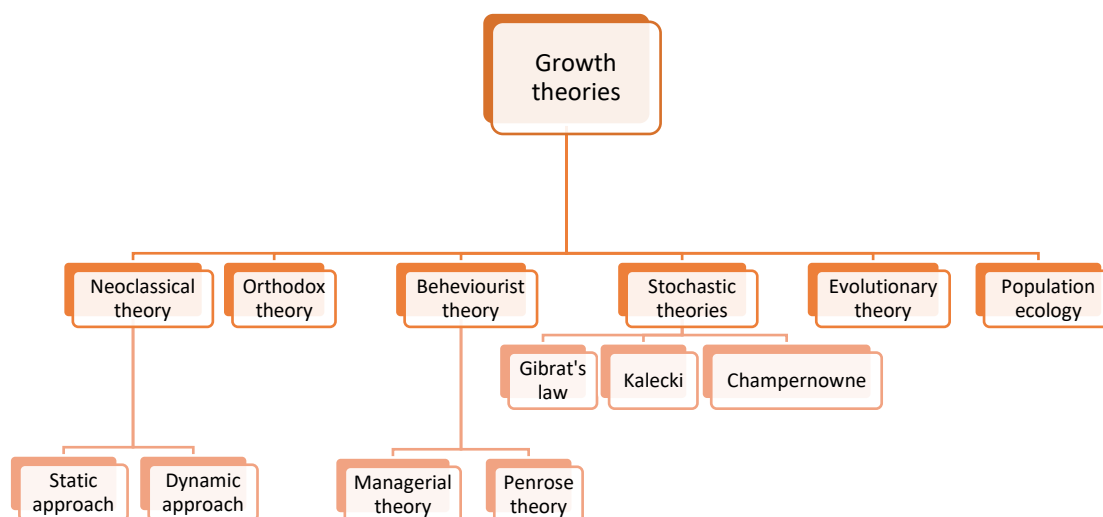 Growth
theories
Neoclassical
theory
Orthodox
theory
Beheviourist
theory
Stochastic
theories
Evolutionary
theory
Population
ecology
Gibrat's
law
Kalecki
Champernowne
Static
approach
Dynamic
approach
Managerial
theory
Penrose
theory